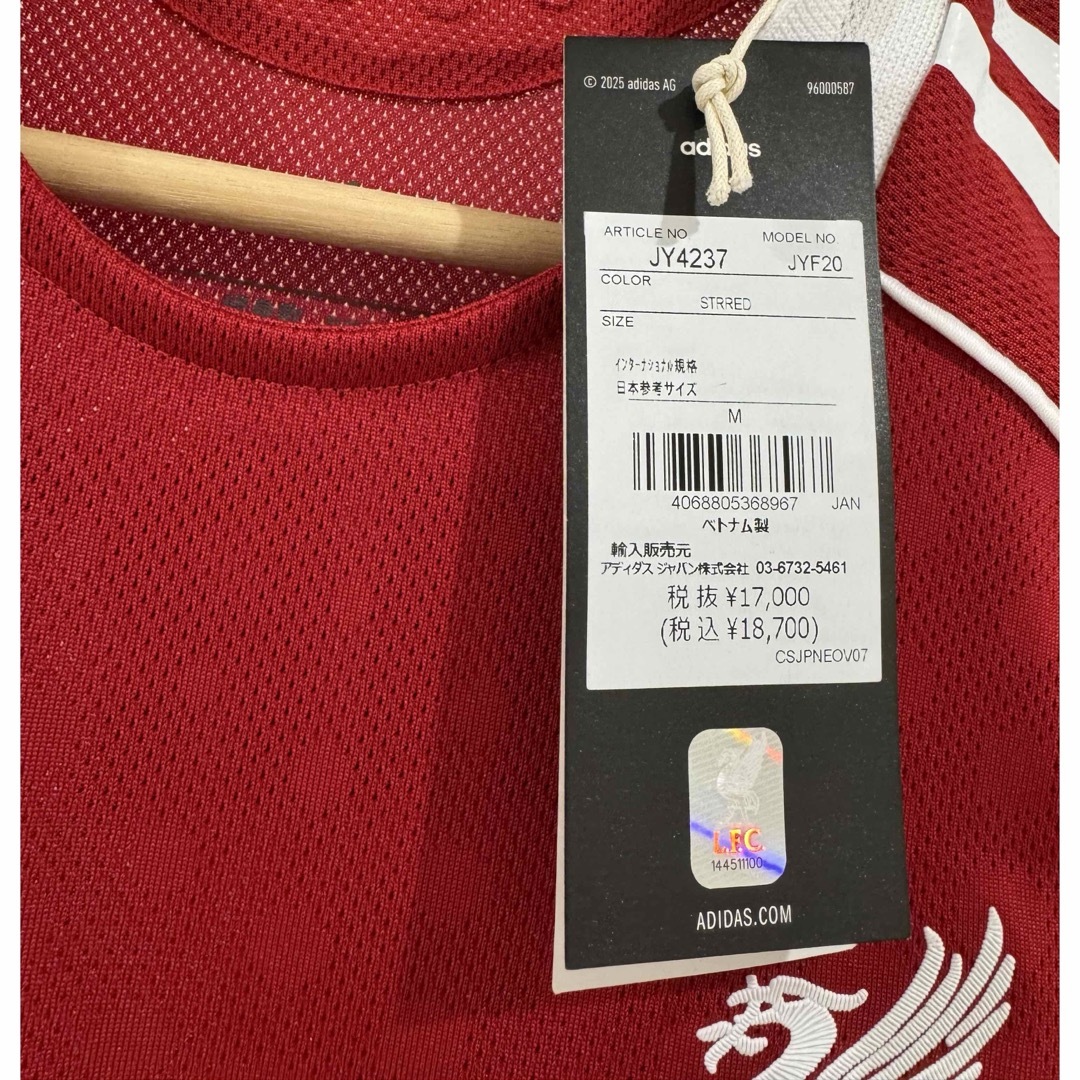 © 2025 adidas AG 96000587
adidas
ARTICLE NO MODEL NO
JY4237 JYF20
COLOR
STRRED
SIZE
ｲﾝﾀｰﾅｼｮﾅﾙ規格
日本参考サイズ
M
4068805368967 JAN
ベトナム製
輸入販売元
アディダス ジャパン株式会社 03-6732-5461
税抜 ¥17,000
(税込 ¥18,700)
CSJPNEOV07
L.F.C.
144511100
ADIDAS.COM